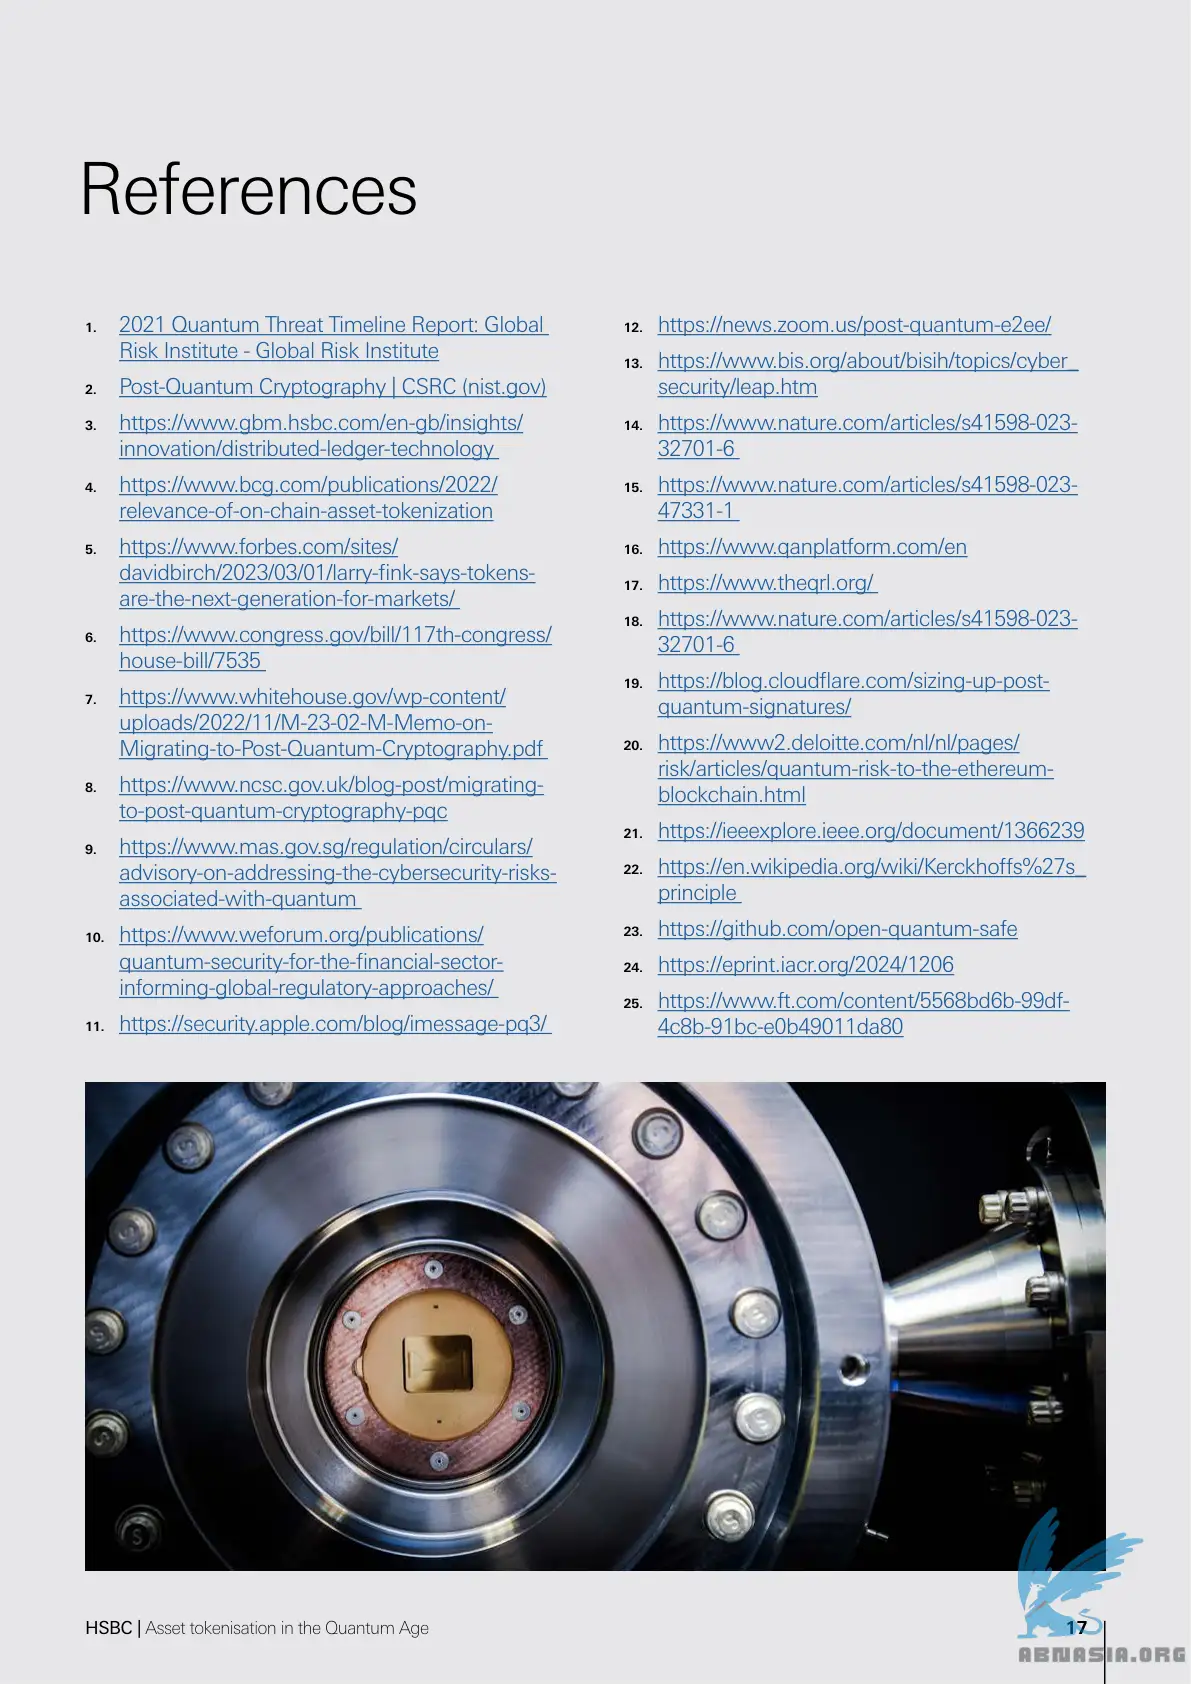 References
1. 2021 Quantum Threat Timeline Report: Global
Risk Institute - Global Risk Institute
2. Post-Quantum Cryptography | CSRC (nist.gov)
3. https://www.gbm.hsbc.com/en-gb/insights/
innovation/distributed-ledger-technology
4. https://www.bcg.com/publications/2022/
relevance-of-on-chain-asset-tokenization
5. https://www.forbes.com/sites/
davidbirch/2023/03/01/larry-fink-says-tokens-
are-the-next-generation-for-markets/
6. https://www.congress.gov/bill/117th-congress/
house-bill/7535
7. https://www.whitehouse.gov/wp-content/
uploads/2022/11/M-23-02-M-Memo-on-
Migrating-to-Post-Quantum-Cryptography.pdf
8. https://www.ncsc.gov.uk/blog-post/migrating-
to-post-quantum-cryptography-pqc
9. https://www.mas.gov.sg/regulation/circulars/
advisory-on-addressing-the-cybersecurity-risks-
associated-with-quantum
10. https://www.weforum.org/publications/
quantum-security-for-the-financial-sector-
informing-global-regulatory-approaches/
11. https://security.apple.com/blog/imessage-pq3/
12. https://news.zoom.us/post-quantum-e2ee/
13. https://www.bis.org/about/bisih/topics/cyber_
security/leap.htm
14. https://www.nature.com/articles/s41598-023-
32701-6
15. https://www.nature.com/articles/s41598-023-
47331-1
16. https://www.qanplatform.com/en
17. https://www.theqrl.org/
18. https://www.nature.com/articles/s41598-023-
32701-6
19. https://blog.cloudflare.com/sizing-up-post-
quantum-signatures/
20. https://www2.deloitte.com/nl/nl/pages/
risk/articles/quantum-risk-to-the-ethereum-
blockchain.html
21. https://ieeexplore.ieee.org/document/1366239
22. https://en.wikipedia.org/wiki/Kerckhoffs%27s_
principle
23. https://github.com/open-quantum-safe
24. https://eprint.iacr.org/2024/1206
25. https://www.ft.com/content/5568bd6b-99df-
4c8b-91bc-e0b49011da80
HSBC | Asset tokenisation in the Quantum Age
17
ABNASIA.ORG